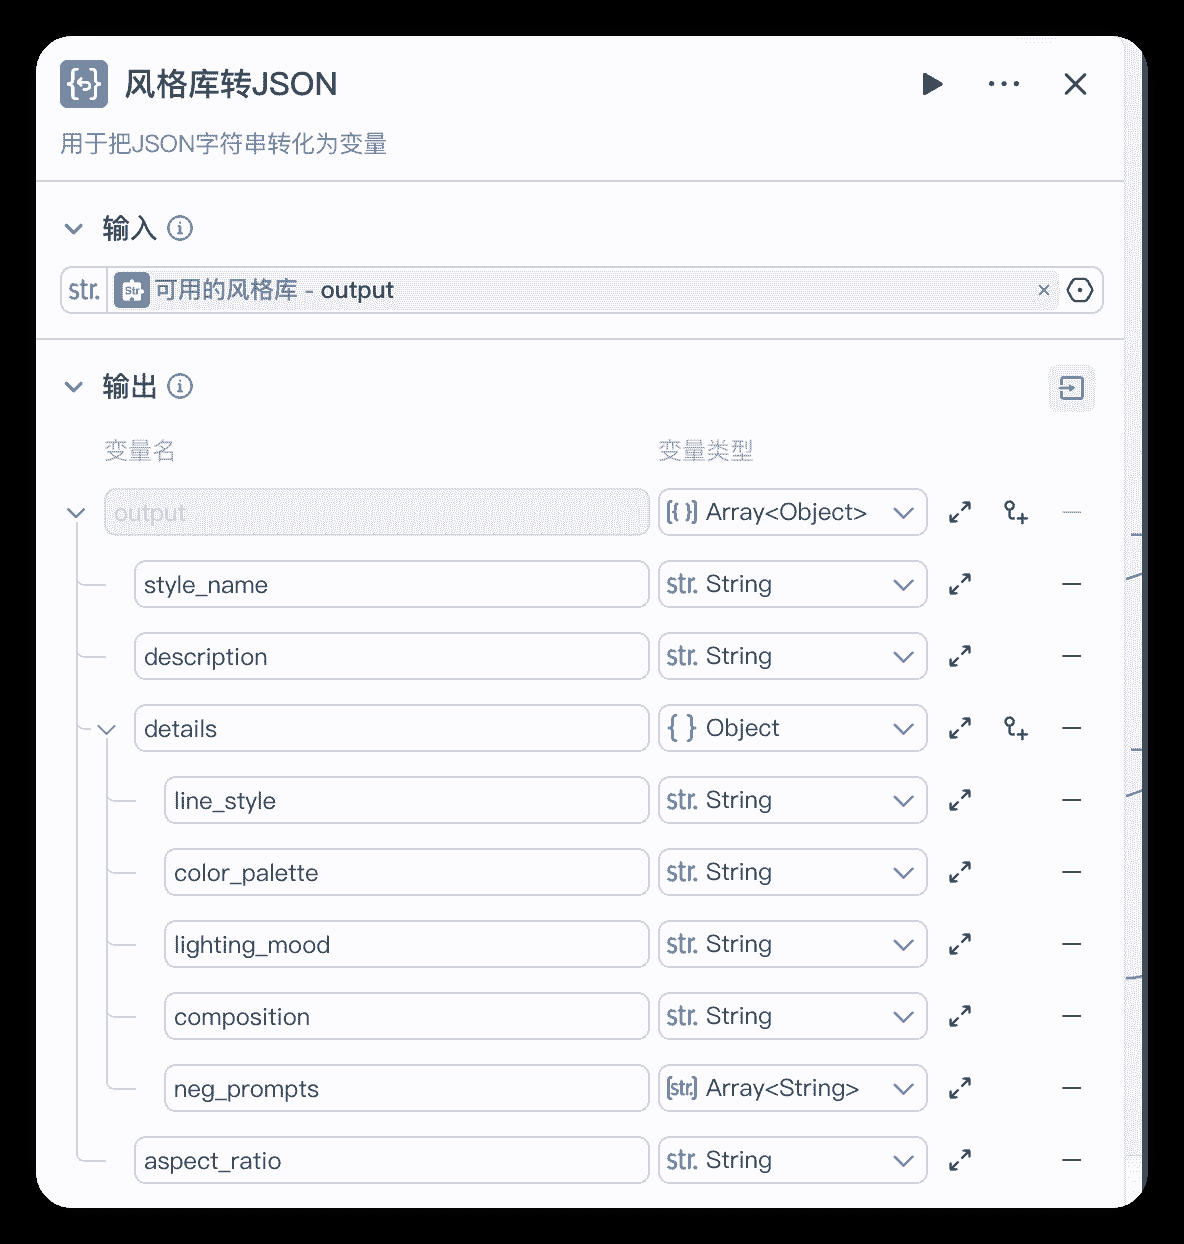 风格库转JSON
用于把JSON字符串转化为变量
输入
str. Str 可用的风格库 - output
输出
变量名 变量类型
output Array<Object>
style_name str. String
description str. String
details { } Object
line_style str. String
color_palette str. String
lighting_mood str. String
composition str. String
neg_prompts [str.] Array<String>
aspect_ratio str. String